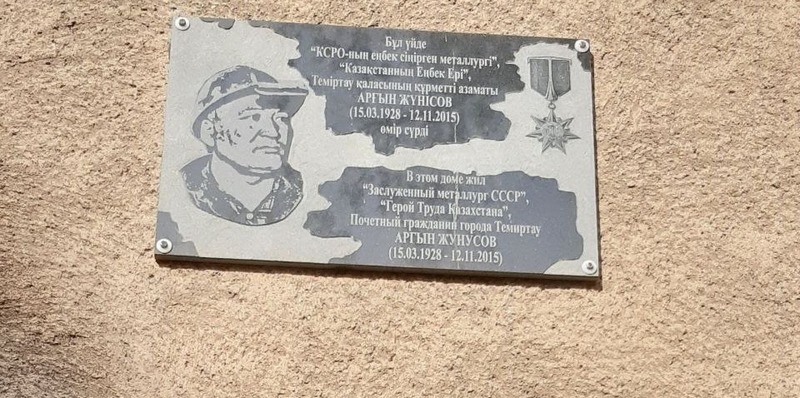 Бұл үйде
"КСРО-ның еңбек сіңірген металлургі",
"Казақстанның Еңбек Ері",
Теміртау қаласының құрметті азаматы
АРҒЫН ЖҮНІСОВ
(15.03.1928 - 12.11.2015)
өмір сүрді
В этом доме жил
"Заслуженный металлург СССР",
"Герой Труда Казахстана",
Почетный гражданин города Темиртау
АРГЫН ЖУНУСОВ
(15.03.1928 - 12.11.2015)